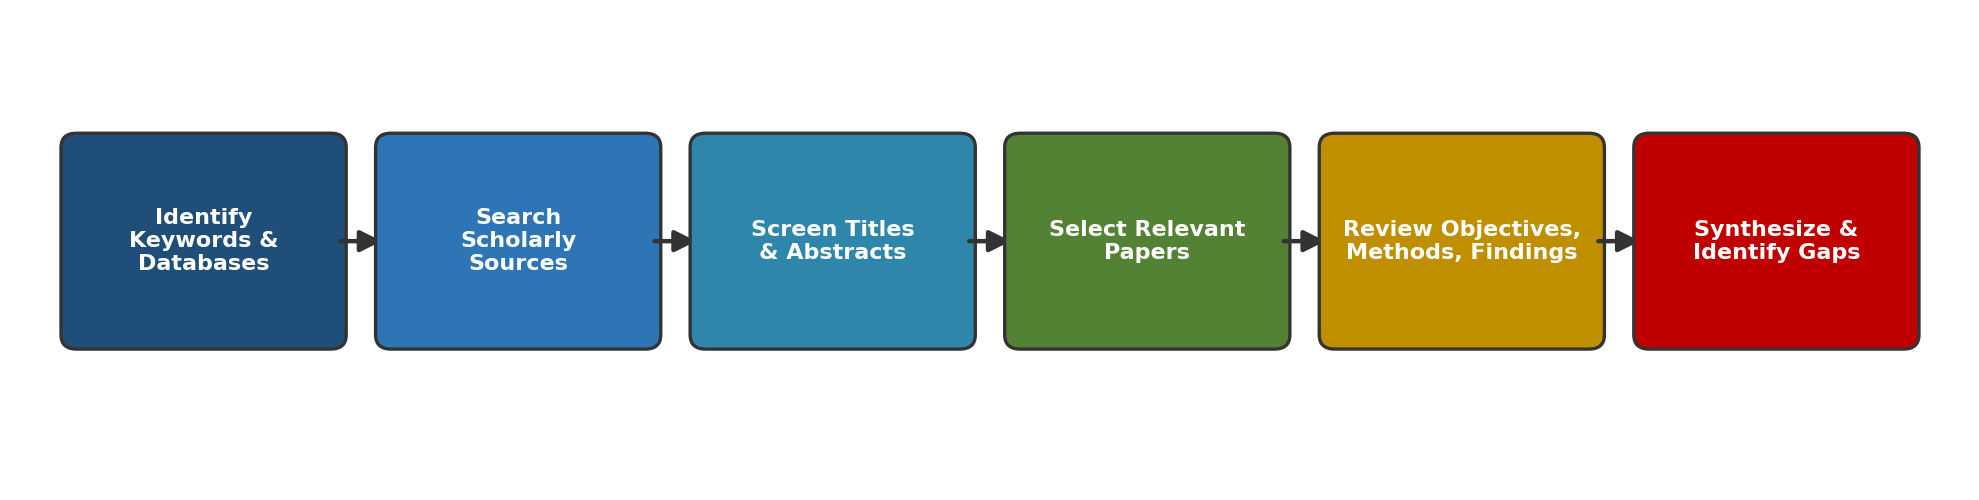 Identify
Keywords &
Databases
Search
Scholarly
Sources
Screen Titles
& Abstracts
Select Relevant
Papers
Review Objectives,
Methods, Findings
Synthesize &
Identify Gaps